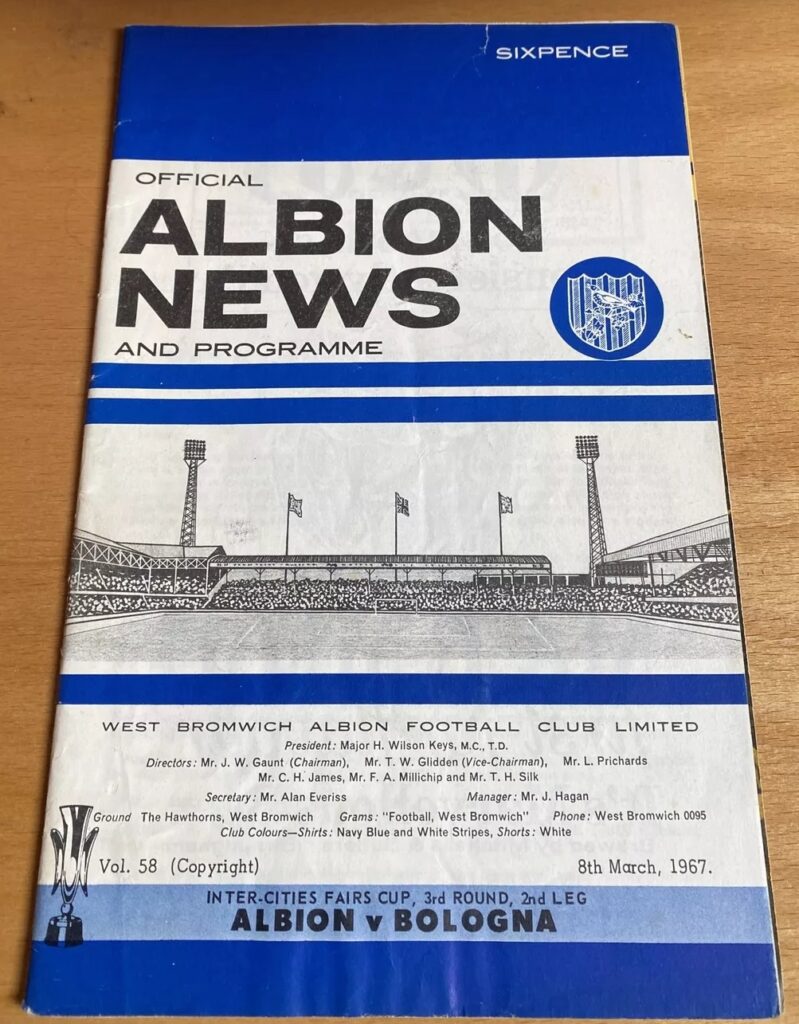 SIXPENCE
OFFICIAL
ALBION
NEWS
AND PROGRAMME
WEST BROMWICH ALBION FOOTBALL CLUB LIMITED
President: Major H. Wilson Keys, M.C., T.D.
Directors: Mr. J. W. Gaunt (Chairman), Mr. T. W. Glidden (Vice-Chairman), Mr. L. Prichards
Mr. C. H. James, Mr. F. A. Millichip and Mr. T. H. Silk
Secretary: Mr. Alan Everiss Manager: Mr. J. Hagan
Ground The Hawthorns, West Bromwich Grams: "Football, West Bromwich" Phone: West Bromwich 0095
Club Colours—Shirts: Navy Blue and White Stripes, Shorts: White
Vol. 58 (Copyright) 8th March, 1967.
INTER-CITIES FAIRS CUP, 3rd ROUND, 2nd LEG
ALBION v BOLOGNA